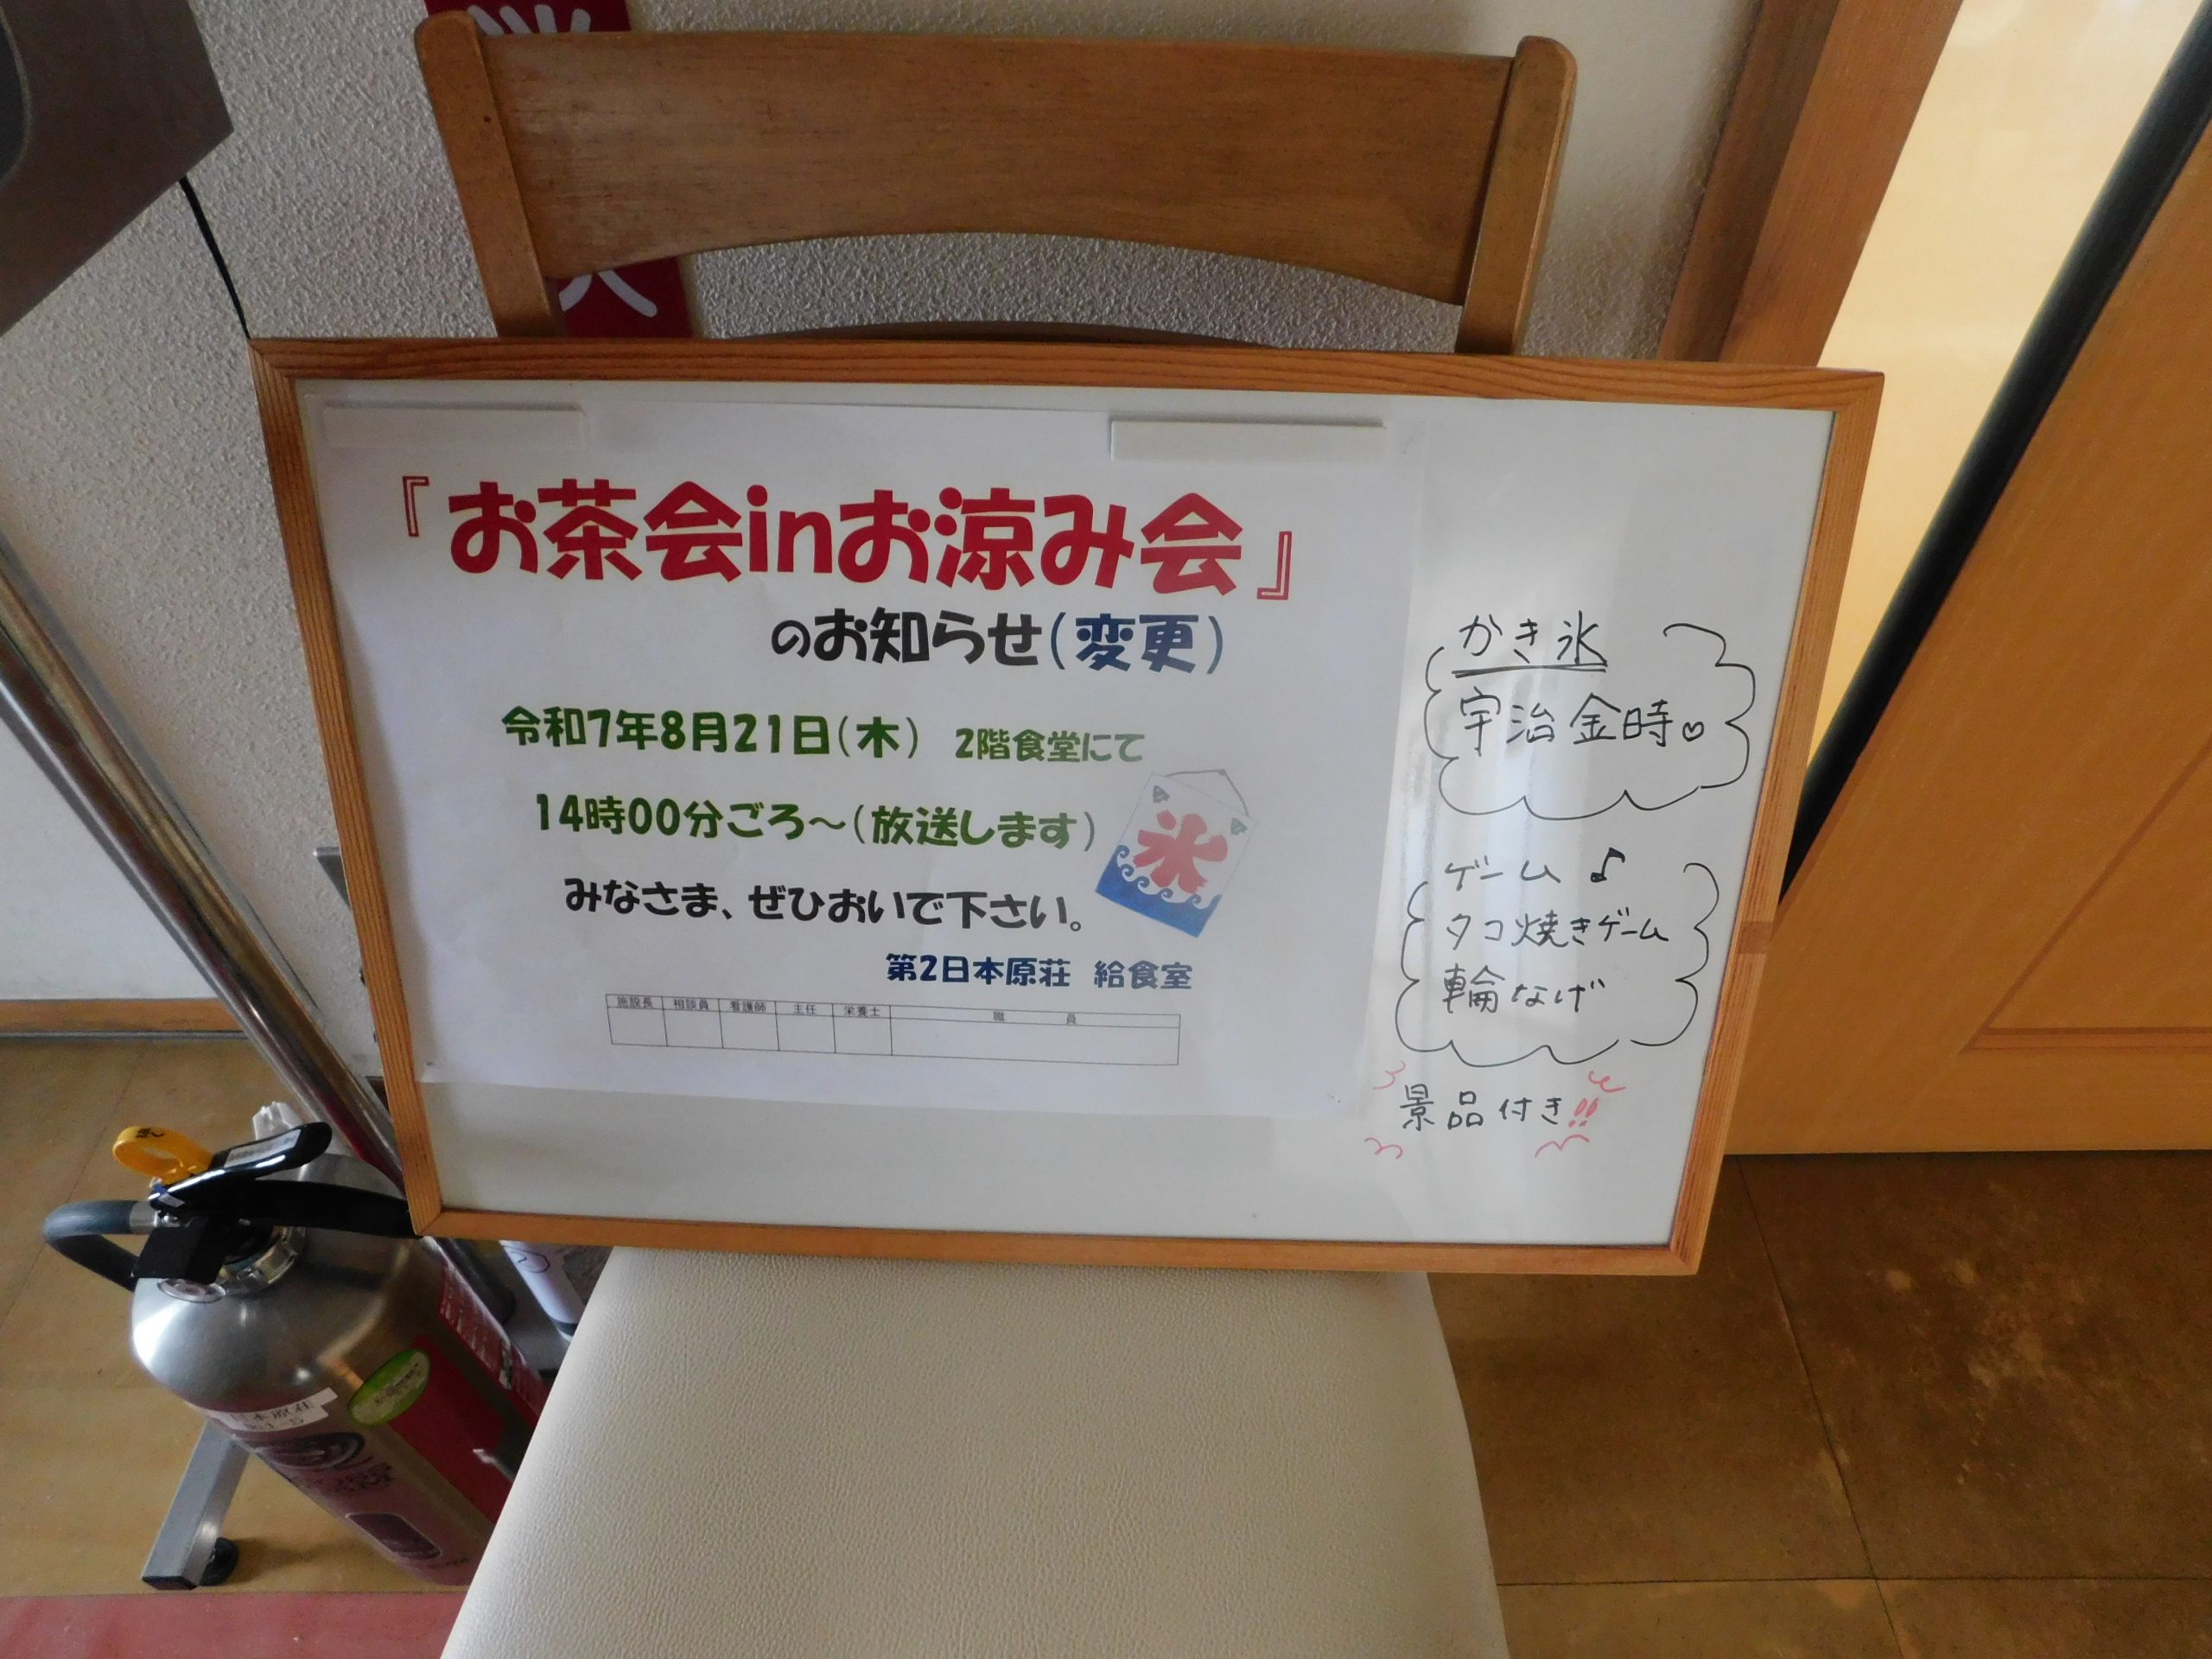 『お茶会inお涼み会』
のお知らせ(変更)
令和7年8月21日(木) 2階食堂にて
14時00分ごろ～(放送します)
氷
みなさま、ぜひおいで下さい。
第2日本原荘 給食室
施設長 相談員 看護師 主任 栄養士 職 員
かき氷
宇治金時♡
ゲーム♪
タコ焼きゲーム
輪なげ
景品付き!!
日本原荘